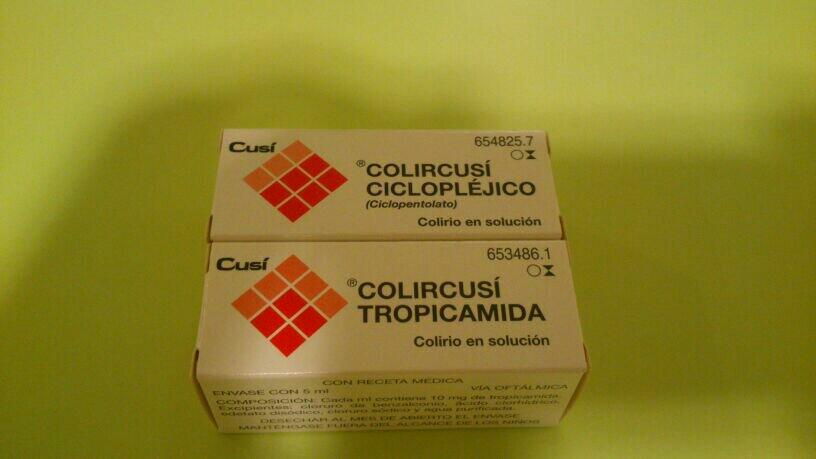 Cusí
654825.7
®COLIRCUSÍ
CICLOPLÉJICO
(Ciclopentolato)
Colirio en solución
Cusí
653486.1
®COLIRCUSÍ
TROPICAMIDA
Colirio en solución
CON RECETA MÉDICA
ENVASE CON 5 ml
VÍA OFTÁLMICA
COMPOSICIÓN: Cada ml contiene 10 mg de tropicamida.
Excipientes: cloruro de benzalconio, ácido clorhídrico,
edetato disódico, cloruro sódico y agua purificada.
DESECHAR AL MES DE ABIERTO EL ENVASE
MANTÉNGASE FUERA DEL ALCANCE DE LOS NIÑOS